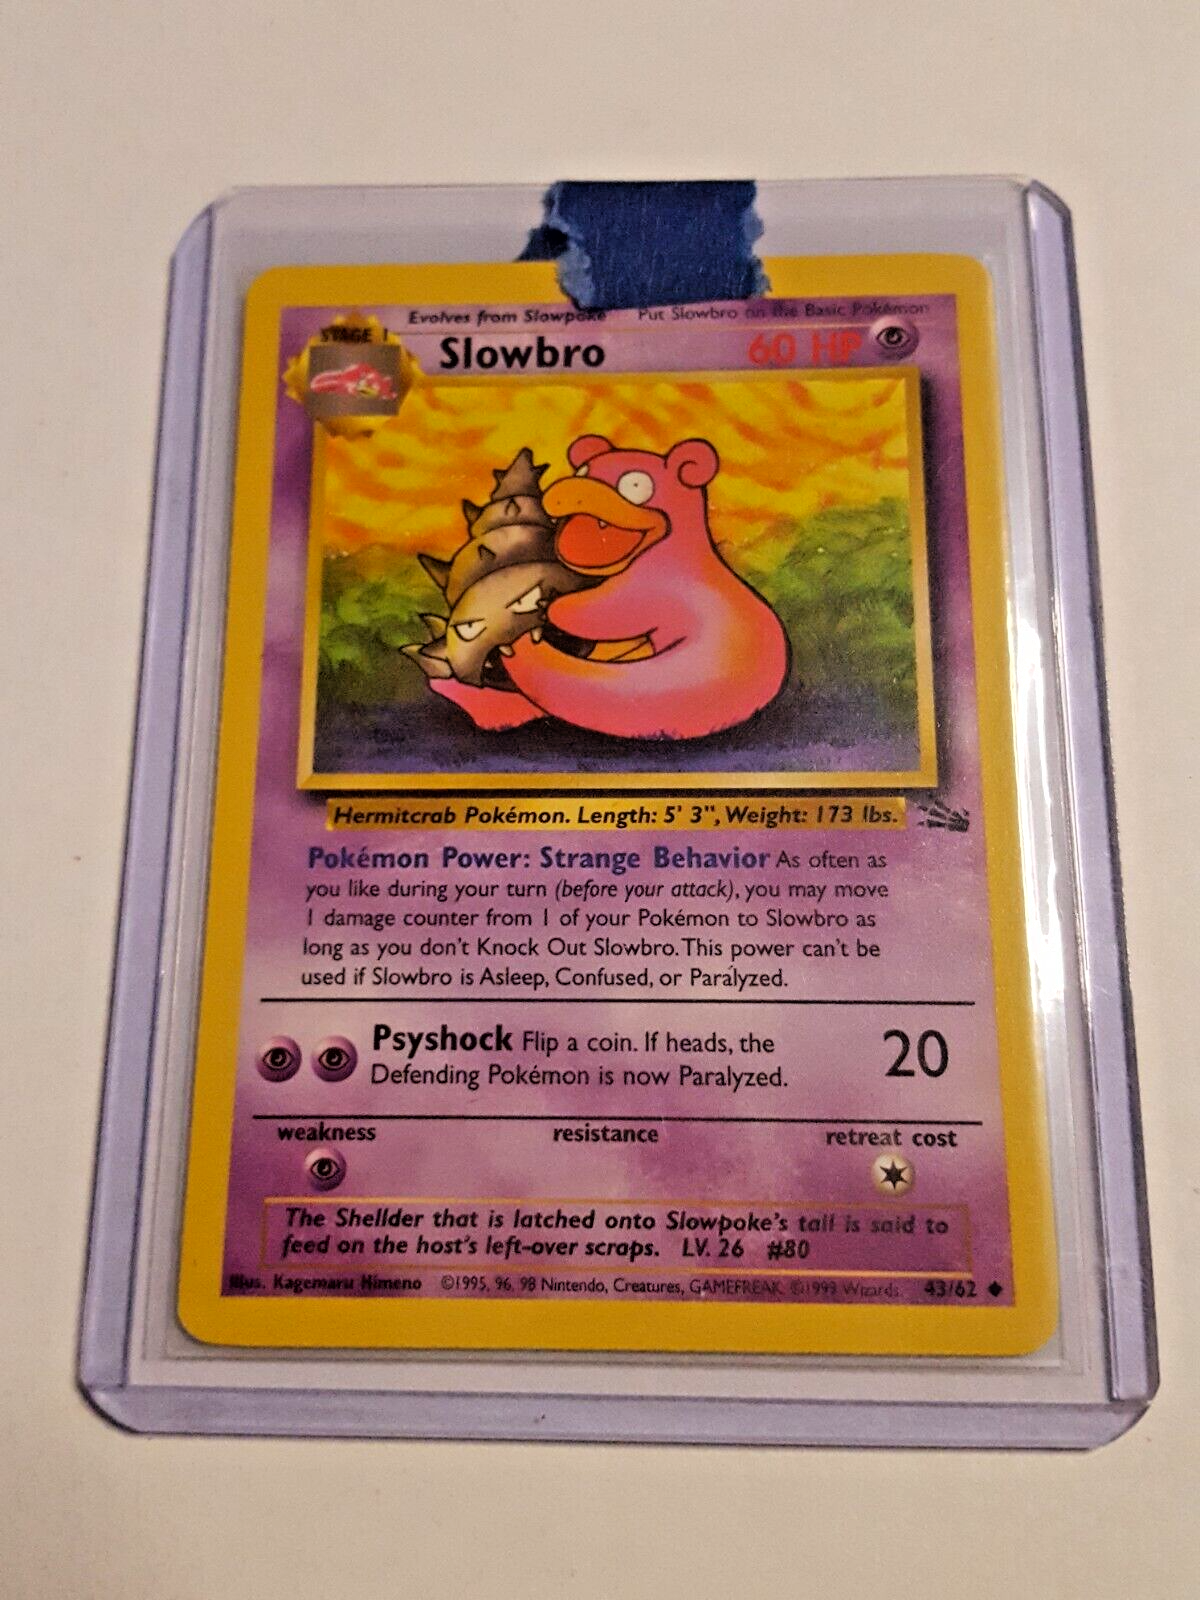 Evolves from Slowpoke Put Slowbro on the Basic Pokémon
STAGE 1
Slowbro 60 HP
Hermitcrab Pokémon. Length: 5' 3", Weight: 173 lbs.
Pokémon Power: Strange Behavior As often as
you like during your turn (before your attack), you may move
1 damage counter from 1 of your Pokémon to Slowbro as
long as you don't Knock Out Slowbro. This power can't be
used if Slowbro is Asleep, Confused, or Paralyzed.
Psyshock Flip a coin. If heads, the 20
Defending Pokémon is now Paralyzed.
weakness resistance retreat cost
The Shellder that is latched onto Slowpoke's tail is said to
feed on the host's left-over scraps. LV. 26 #80
Illus. Kagemaru Himeno ©1995, 96, 98 Nintendo, Creatures, GAMEFREAK. ©1999 Wizards. 43/62